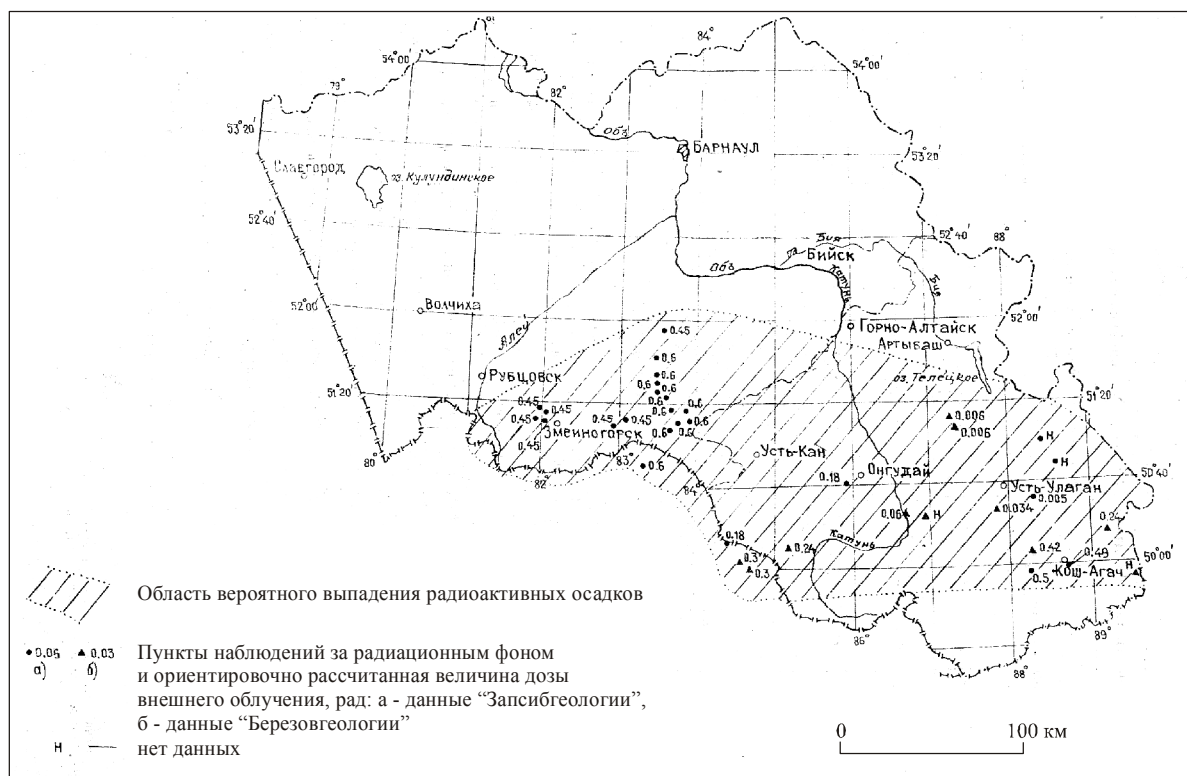 81°
84°
54°00'
54°00'
79°
82°
53°20'
Обь
БАРНАУЛ
53°20'
Славгород
оз. Кулундинское
52°40'
52°40'
88°
Бия
Бийск
Обь
Катунь
Бия
52°00'
Волчиха
52°00'
Алеу
ГОРНО-АЛТАЙСК
АРТЫБАШ
оз. Телецкое
0.45
РУБЦОВСК
0.6
0.6
0.6
0.6
0.6
51°20'
51°20'
0.45
0.45
0.45
0.45
0.45
0.6
0.6
0.6
0.6
0.6
0.006
0.006
Змеиногорск
н
н
80°
83°
0.6
Усть-Кан
Онгудай
0.18
50°40'
82°
84°
Усть-Улаган
0.005
0.034
0.06
н
0.24
0.18
0.3
0.3
0.24
Катунь
0.42
0.49
50°00'
Кош-Агач
н
0.5
86°
89°
88°
Область вероятного выпадения радиоактивных осадков
0.06 0.03 Пункты наблюдений за радиационным фоном
а) б) и ориентировочно рассчитанная величина дозы
внешнего облучения, рад: а - данные “Запсибгеологии”,
б - данные “Березовгеологии”
н — нет данных
0 100 км